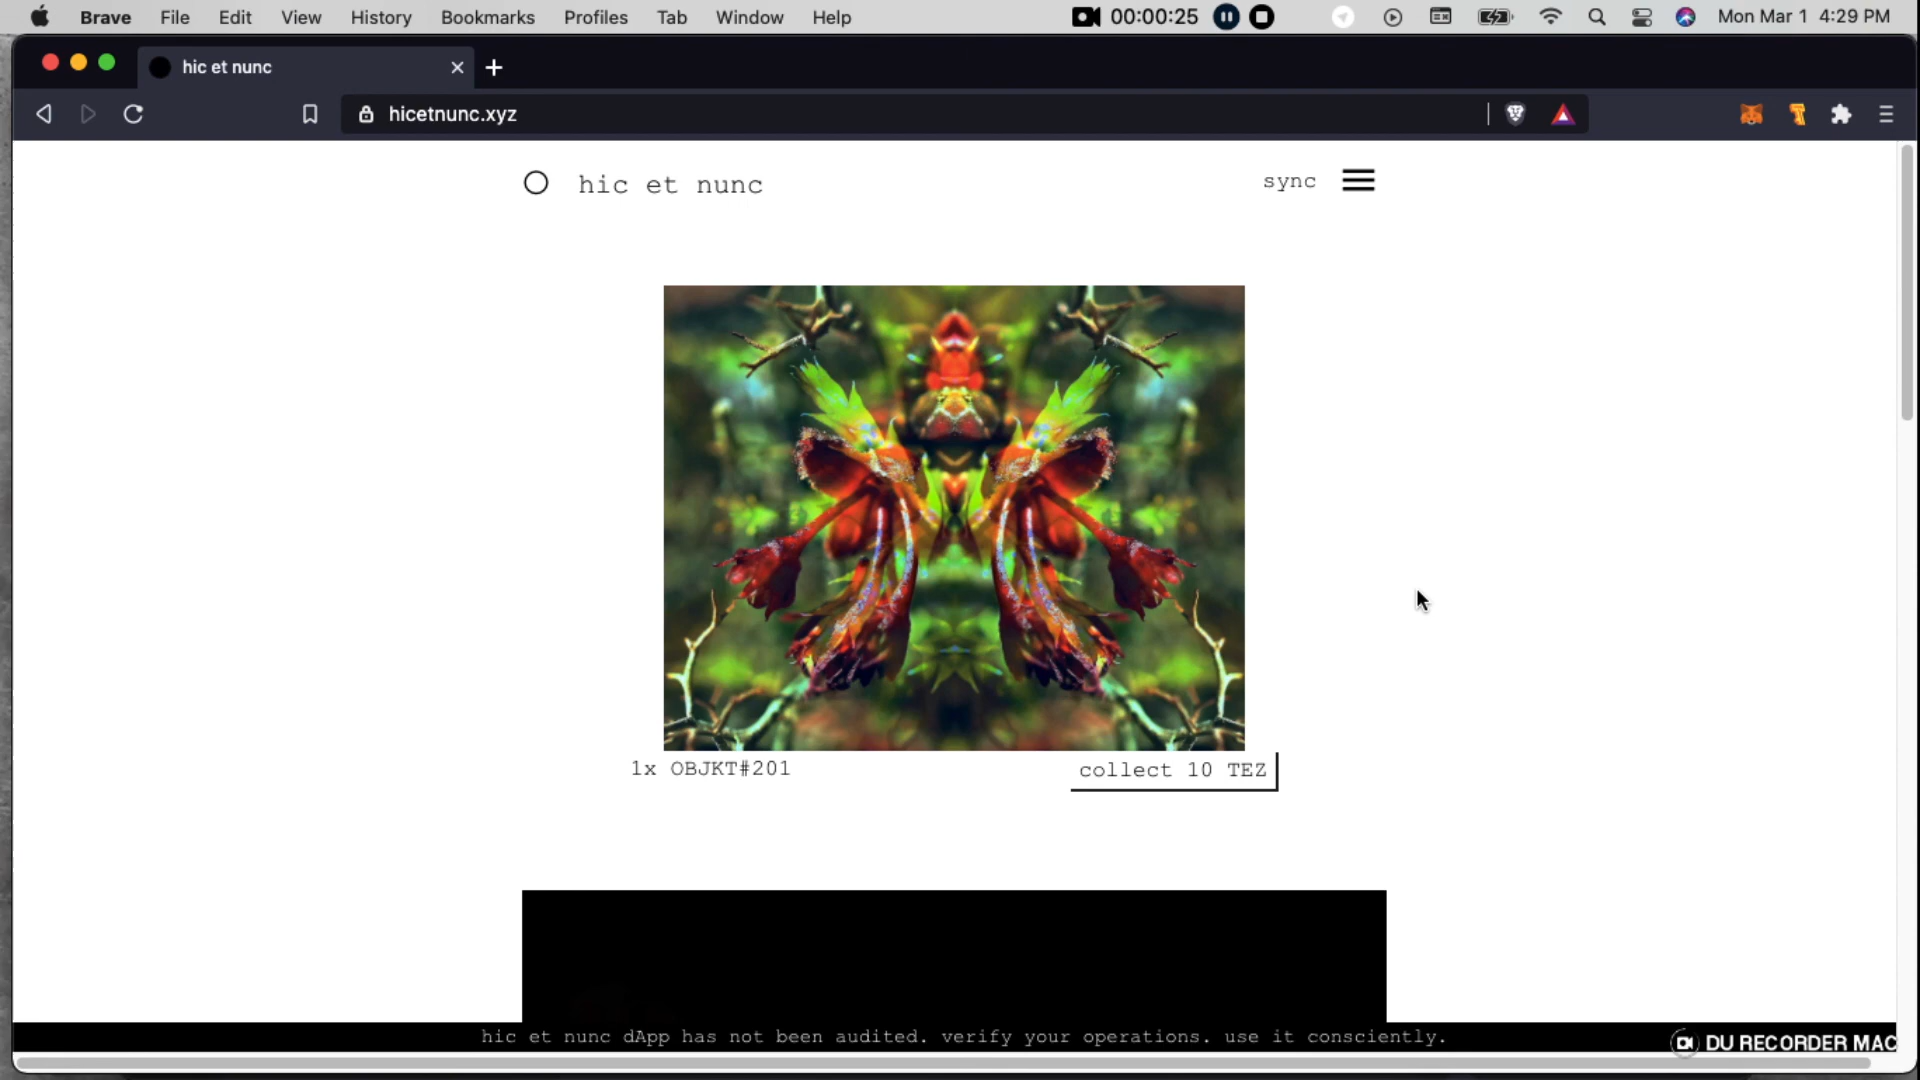 Brave File Edit View History Bookmarks Profiles Tab Window Help 00:00:25 Mon Mar 1 4:29 PM
hic et nunc
hicetnunc.xyz
hic et nunc sync
1x OBJKT#201 collect 10 TEZ
hic et nunc dApp has not been audited. verify your operations. use it consciently.
DU RECORDER MAC